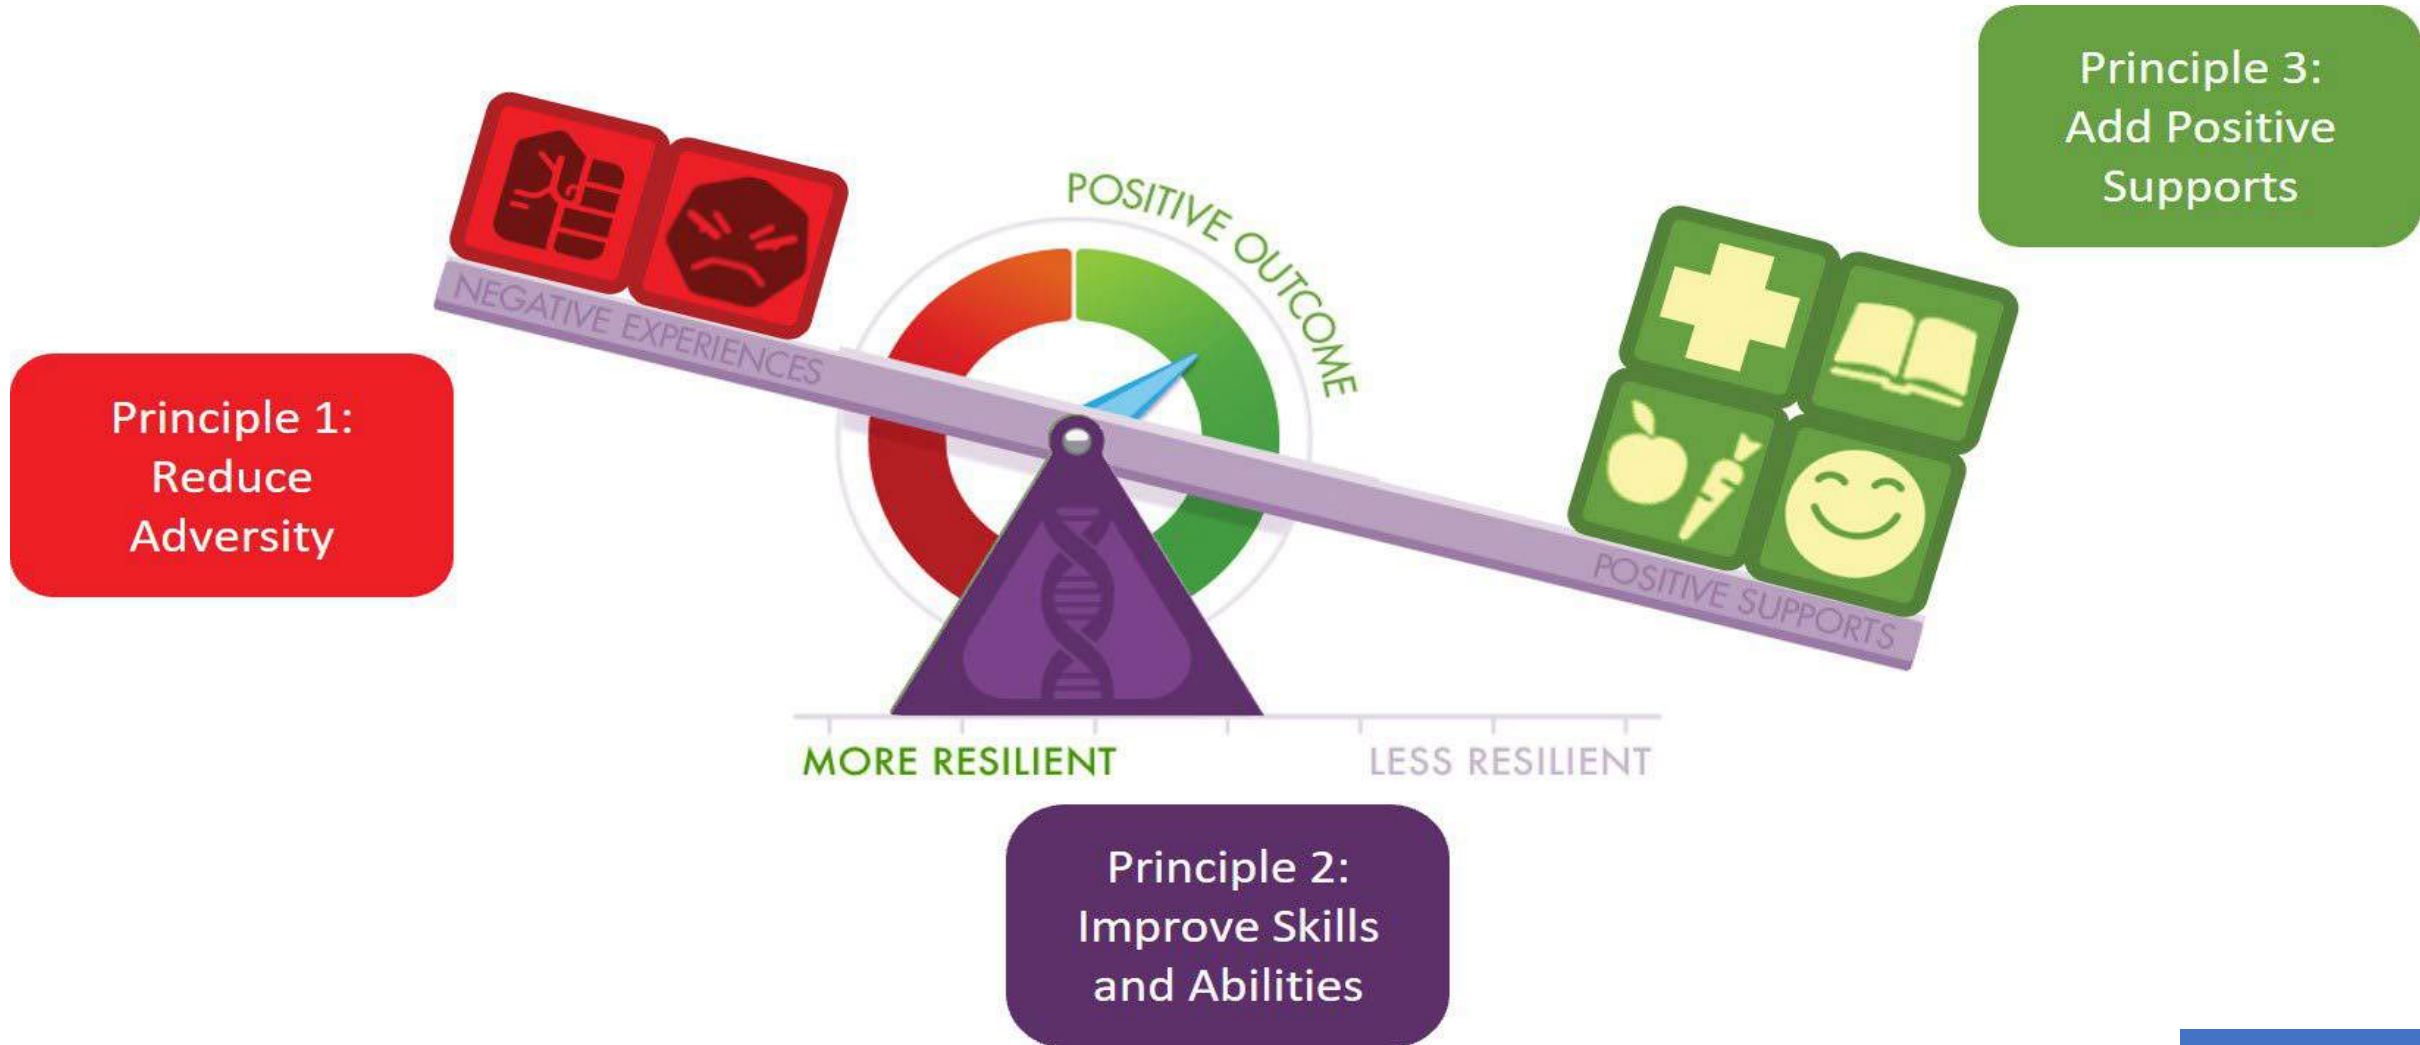 Principle 3:
Add Positive
Supports
POSITIVE OUTCOME
NEGATIVE EXPERIENCES
Principle 1:
Reduce
Adversity
POSITIVE SUPPORTS
MORE RESILIENT
LESS RESILIENT
Principle 2:
Improve Skills
and Abilities